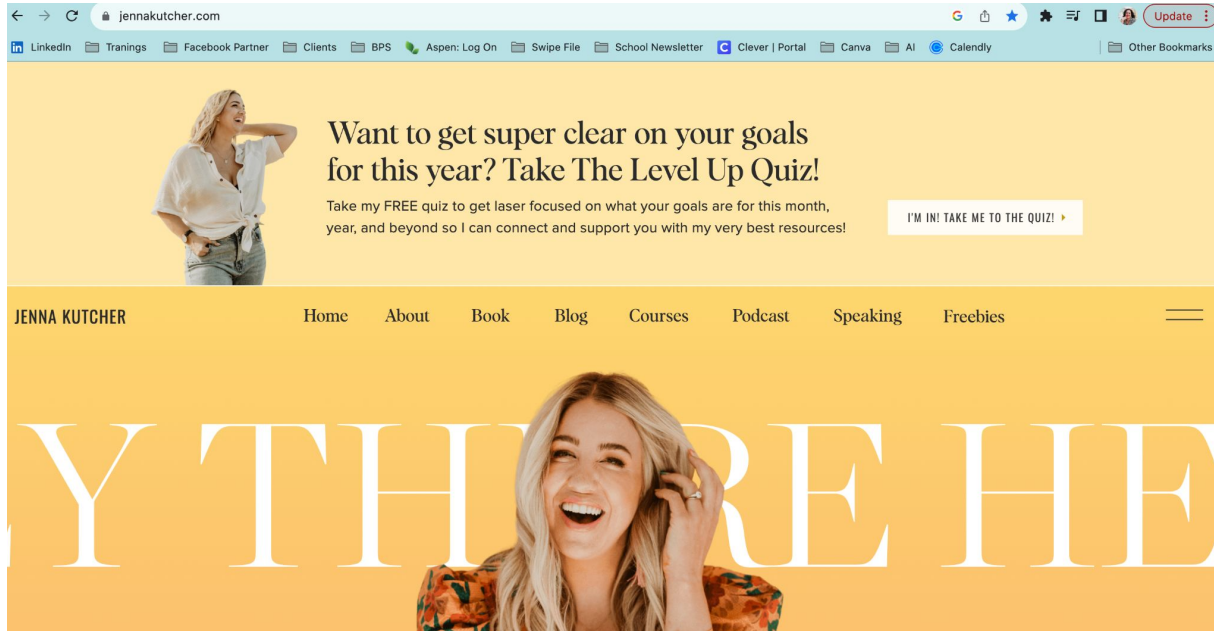 jennakutcher.com
Update
LinkedIn Tranings Facebook Partner Clients BPS Aspen: Log On Swipe File School Newsletter Clever | Portal Canva AI Calendly Other Bookmarks
Want to get super clear on your goals
for this year? Take The Level Up Quiz!
Take my FREE quiz to get laser focused on what your goals are for this month,
year, and beyond so I can connect and support you with my very best resources!
I'M IN! TAKE ME TO THE QUIZ!
JENNA KUTCHER Home About Book Blog Courses Podcast Speaking Freebies
Y THERE HE